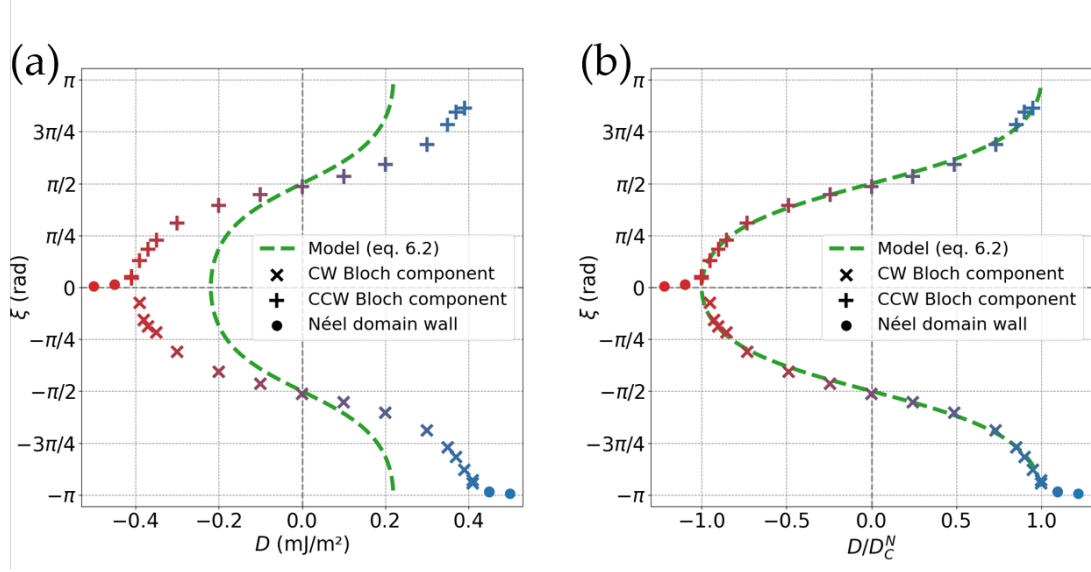 (a)
π
3π/4
π/2
π/4
0
−π/4
−π/2
−3π/4
−π
ξ (rad)
−0.4
−0.2
0.0
0.2
0.4
D (mJ/m²)
Model (eq. 6.2)
CW Bloch component
CCW Bloch component
Néel domain wall
(b)
π
3π/4
π/2
π/4
0
−π/4
−π/2
−3π/4
−π
ξ (rad)
−1.0
−0.5
0.0
0.5
1.0
D/D_C^N
Model (eq. 6.2)
CW Bloch component
CCW Bloch component
Néel domain wall